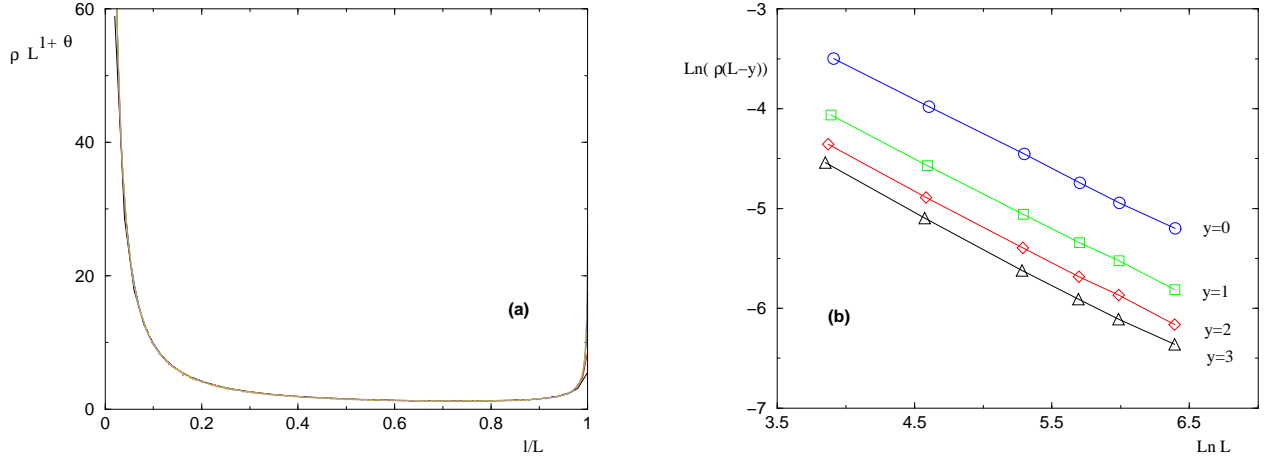 60
ρ L^{1+ θ}
40
20
0
(a)
0
0.2
0.4
0.6
0.8
1
l/L
−3
Ln( ρ(L−y))
−4
−5
−6
−7
y=0
y=1
y=2
y=3
(b)
3.5
4.5
5.5
6.5
Ln L